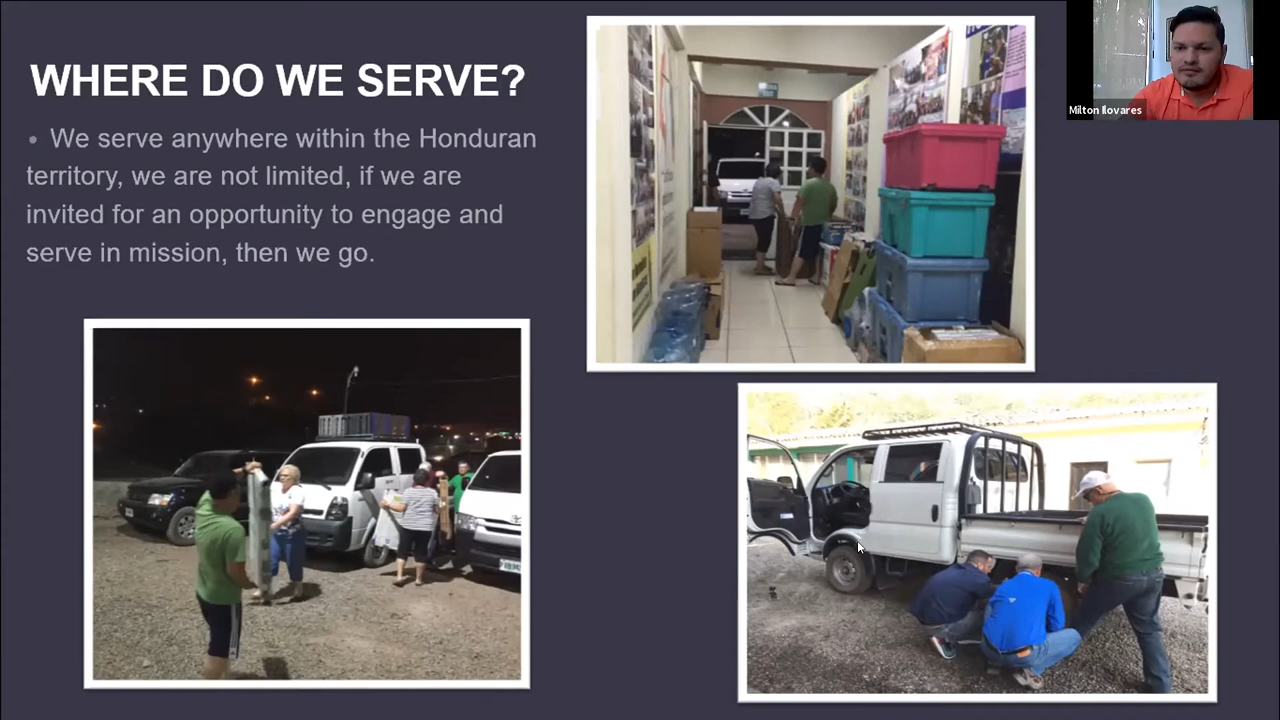 WHERE DO WE SERVE?
• We serve anywhere within the Honduran
territory, we are not limited, if we are
invited for an opportunity to engage and
serve in mission, then we go.
Milton Ilovares